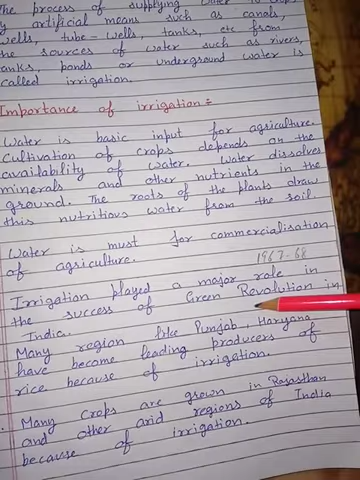 The process of supplying water to crops
by artificial means such as canals,
wells, tube-wells, tanks, etc from
the sources of water such as rivers,
tanks, ponds or underground water is
called irrigation.
Importance of irrigation:-
Water is basic input for agriculture.
Cultivation of crops depends on the
availability of water. Water dissolves
minerals and other nutrients in the
ground. The roots of the plants draw
this nutritious water from the soil
Water is must for commercialisation
of agriculture.
1967-68
Irrigation played a major role in
the success of Green Revolution in
India.
Many region like Punjab, Haryana
have become leading producers of
rice because of irrigation.
Many crops are grown in Rajasthan
and other arid regions of India
because of irrigation.